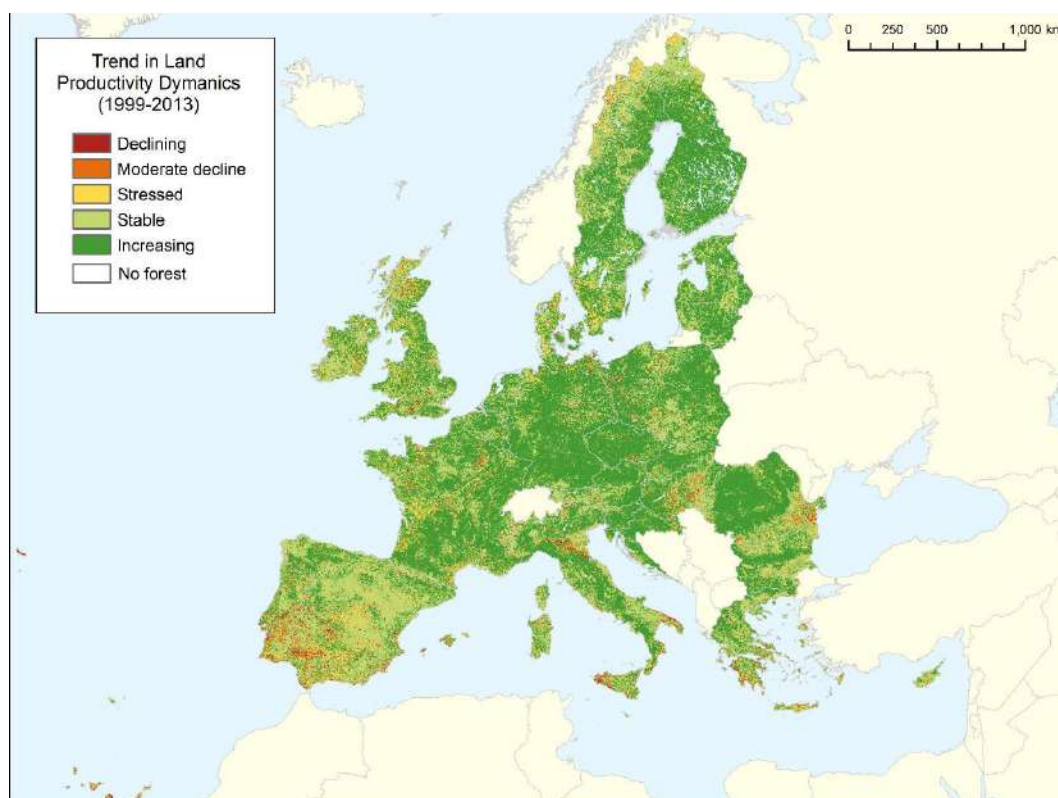 Trend in Land
Productivity Dymanics
(1999-2013)
Declining
Moderate decline
Stressed
Stable
Increasing
No forest
0 250 500 1,000 km